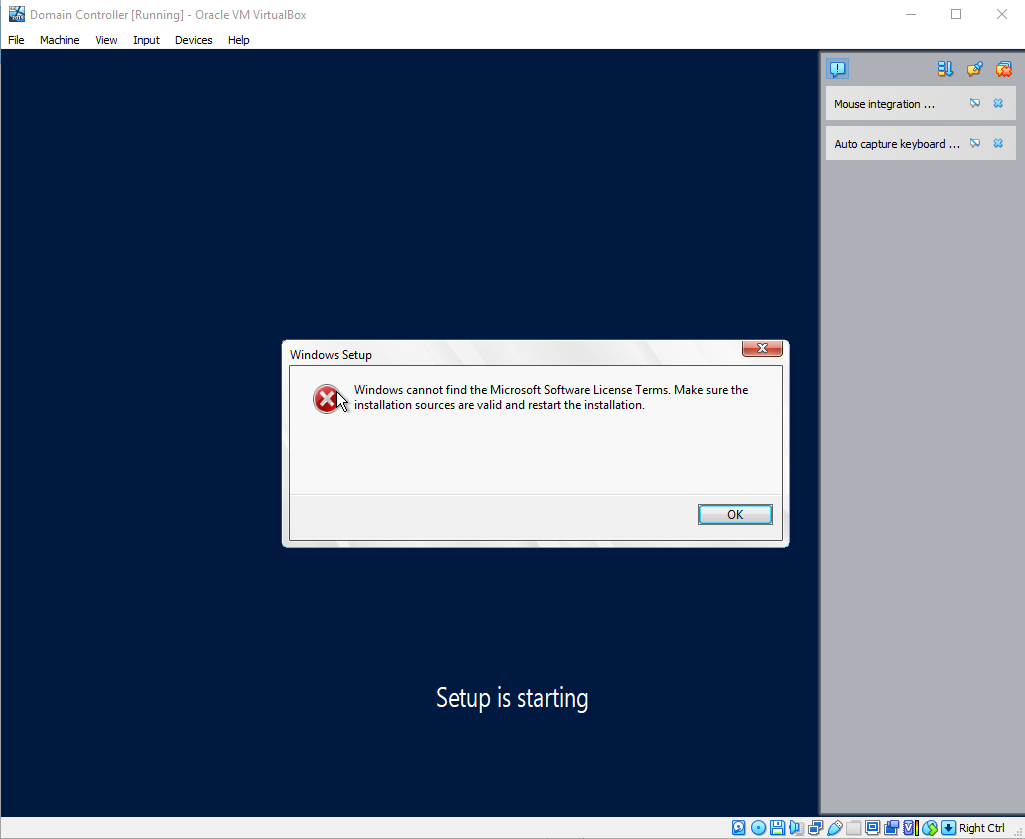 Domain Controller [Running] - Oracle VM VirtualBox
File Machine View Input Devices Help
Mouse integration ...
Auto capture keyboard ...
Windows Setup
Windows cannot find the Microsoft Software License Terms. Make sure the
installation sources are valid and restart the installation.
OK
Setup is starting
Right Ctrl